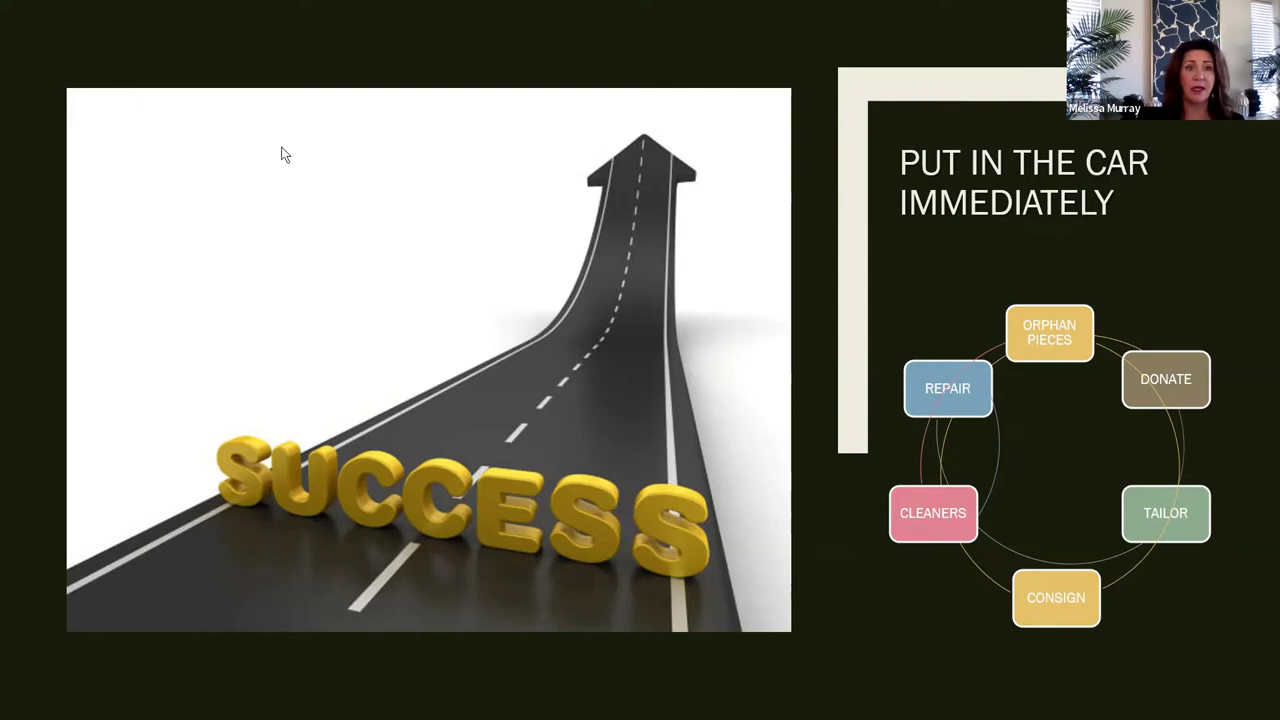 Melissa Murray
PUT IN THE CAR
IMMEDIATELY
SUCCESS
ORPHAN
PIECES
REPAIR
DONATE
CLEANERS
TAILOR
CONSIGN